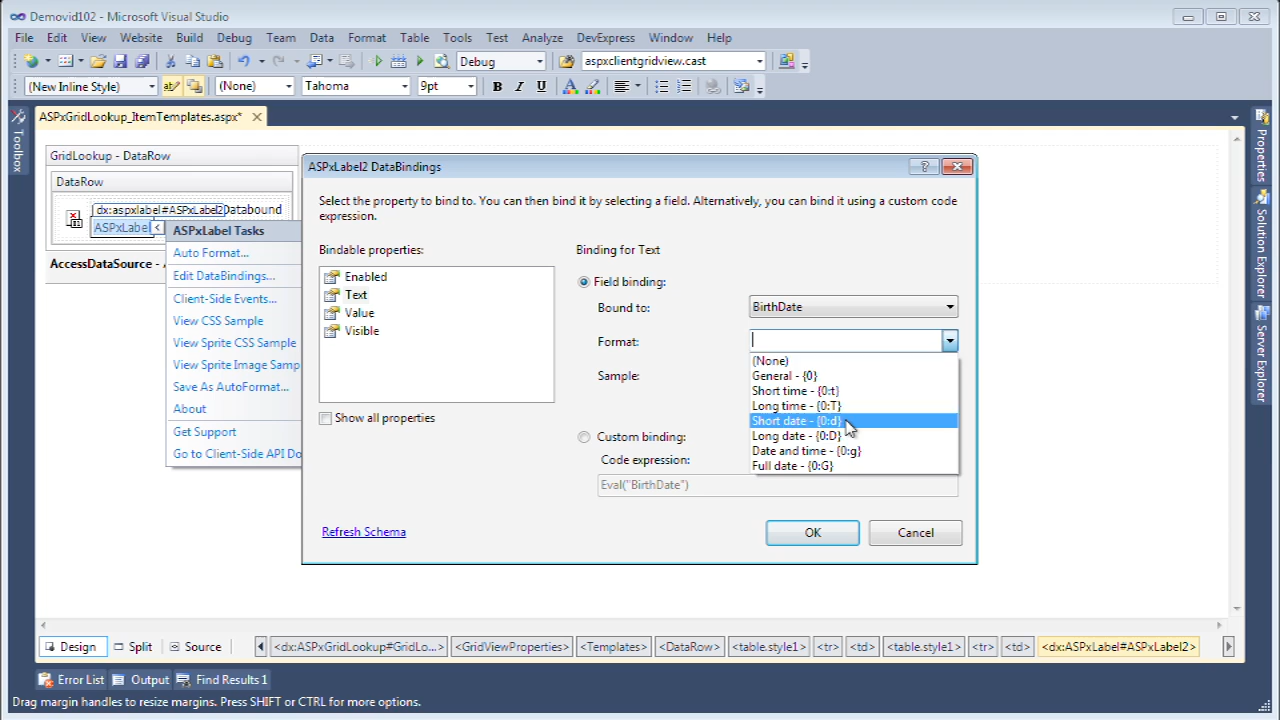 Demovid102 - Microsoft Visual Studio
File Edit View Website Build Debug Team Data Format Table Tools Test Analyze DevExpress Window Help
Debug aspxclientgridview.cast
(New Inline Style) ab/ (None) Tahoma 9pt B I U A
ASPxGridLookup_ItemTemplates.aspx*
Toolbox
Properties
Solution Explorer
Server Explorer
GridLookup - DataRow
DataRow
dx:aspxlabel#ASPxLabel2 Databound
ASPxLabel
AccessDataSource -
ASPxLabel Tasks
Auto Format...
Edit DataBindings...
Client-Side Events...
View CSS Sample
View Sprite CSS Sample
View Sprite Image Samp
Save As AutoFormat...
About
Get Support
Go to Client-Side API Do
ASPxLabel2 DataBindings
Select the property to bind to. You can then bind it by selecting a field. Alternatively, you can bind it using a custom code
expression.
Bindable properties:
Enabled
Text
Value
Visible
Show all properties
Refresh Schema
Binding for Text
Field binding:
Bound to: BirthDate
Format:
Sample:
(None)
General - {0}
Short time - {0:t}
Long time - {0:T}
Short date - {0:d}
Long date - {0:D}
Date and time - {0:g}
Full date - {0:G}
Custom binding:
Code expression:
Eval("BirthDate")
OK Cancel
Design Split Source <dx:ASPxGridLookup#GridLo...> <GridViewProperties> <Templates> <DataRow> <table.style1> <tr> <td> <table.style1> <tr> <td> <dx:ASPxLabel#ASPxLabel2>
Error List Output Find Results 1
Drag margin handles to resize margins. Press SHIFT or CTRL for more options.